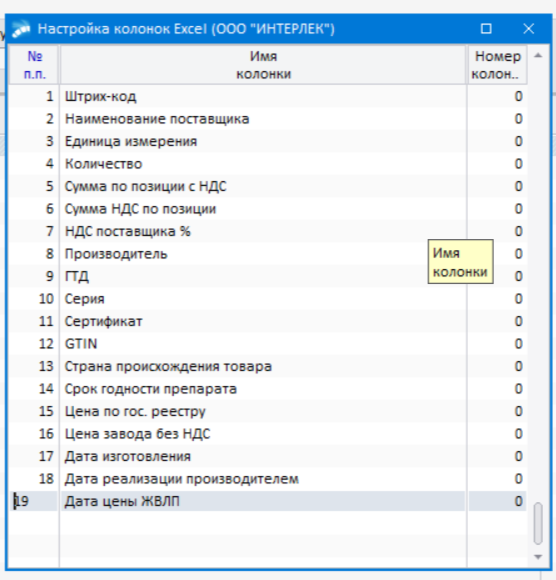 Настройка колонок Excel (ООО "ИНТЕРЛЕК")
№ п.п. Имя колонки Номер колон..
1 Штрих-код 0
2 Наименование поставщика 0
3 Единица измерения 0
4 Количество 0
5 Сумма по позиции с НДС 0
6 Сумма НДС по позиции 0
7 НДС поставщика % 0
8 Производитель 0
9 ГТД 0
Имя
колонки
10 Серия 0
11 Сертификат 0
12 GTIN 0
13 Страна происхождения товара 0
14 Срок годности препарата 0
15 Цена по гос. реестру 0
16 Цена завода без НДС 0
17 Дата изготовления 0
18 Дата реализации производителем 0
19 Дата цены ЖВЛП 0